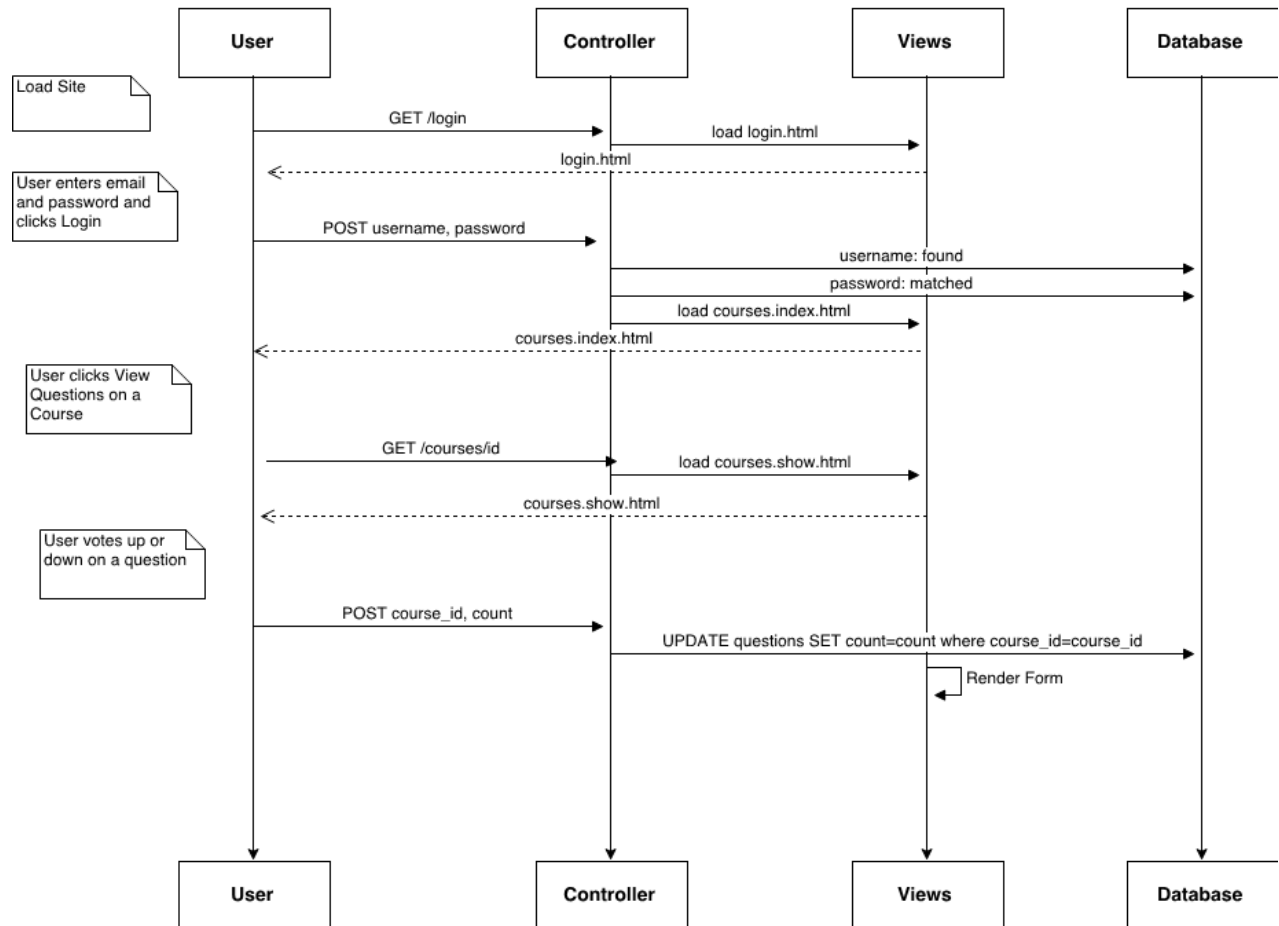 User
Controller
Views
Database
Load Site
GET /login
load login.html
login.html
User enters email
and password and
clicks Login
POST username, password
username: found
password: matched
load courses.index.html
courses.index.html
User clicks View
Questions on a
Course
GET /courses/id
load courses.show.html
courses.show.html
User votes up or
down on a question
POST course_id, count
UPDATE questions SET count=count where course_id=course_id
Render Form
User
Controller
Views
Database